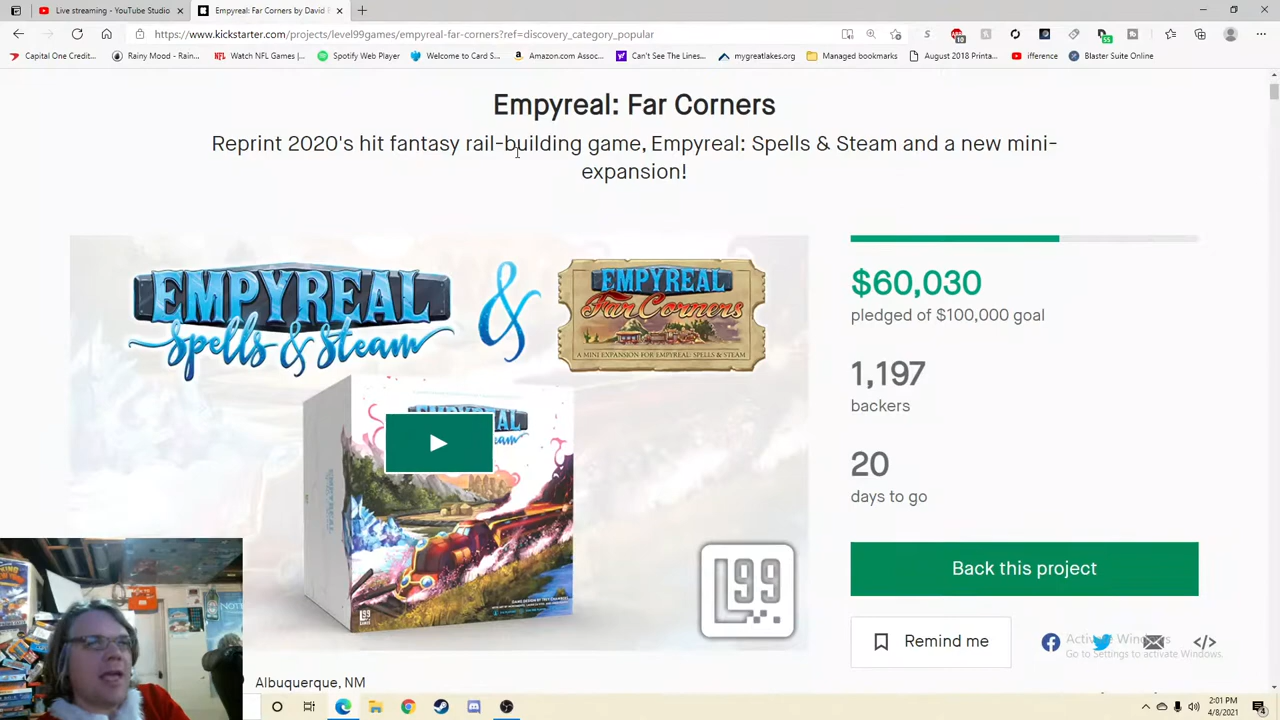 Live streaming - YouTube Studio
Empyreal: Far Corners by David
https://www.kickstarter.com/projects/level99games/empyreal-far-corners?ref=discovery_category_popular
Capital One Credit...
Rainy Mood - Rain S...
Watch NFL Games |...
Spotify Web Player
Welcome to Card S...
Amazon.com Assoc...
Can't See The Lines...
mygreatlakes.org
Managed bookmarks
August 2018 Printa...
ifference
Blaster Suite Online
Empyreal: Far Corners
Reprint 2020's hit fantasy rail-building game, Empyreal: Spells & Steam and a new mini-
expansion!
EMPYREAL
Spells & Steam
&
EMPYREAL
Far Corners
A MINI EXPANSION FOR EMPYREAL: SPELLS & STEAM
L99
$60,030
pledged of $100,000 goal
1,197
backers
20
days to go
Back this project
Remind me
Activate Windows
Go to Settings to activate Windows.
Albuquerque, NM
2:01 PM
4/8/2021